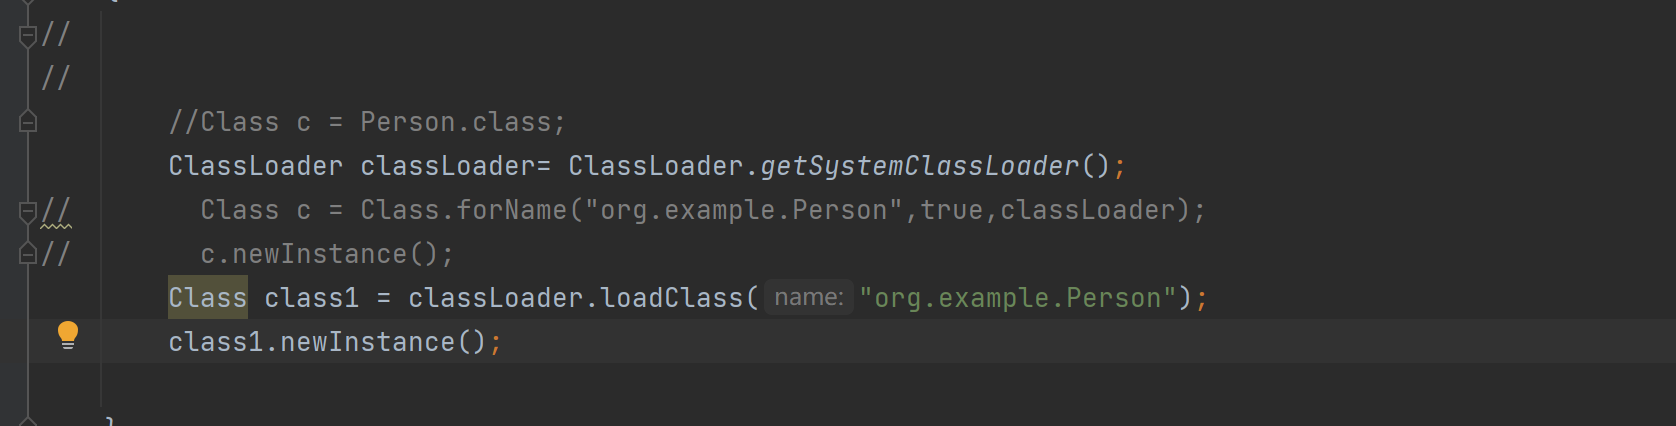 //
//
//Class c = Person.class;
ClassLoader classLoader= ClassLoader.getSystemClassLoader();
//      Class c = Class.forName("org.example.Person",true,classLoader);
//      c.newInstance();
Class class1 = classLoader.loadClass( name: "org.example.Person");
class1.newInstance();
}